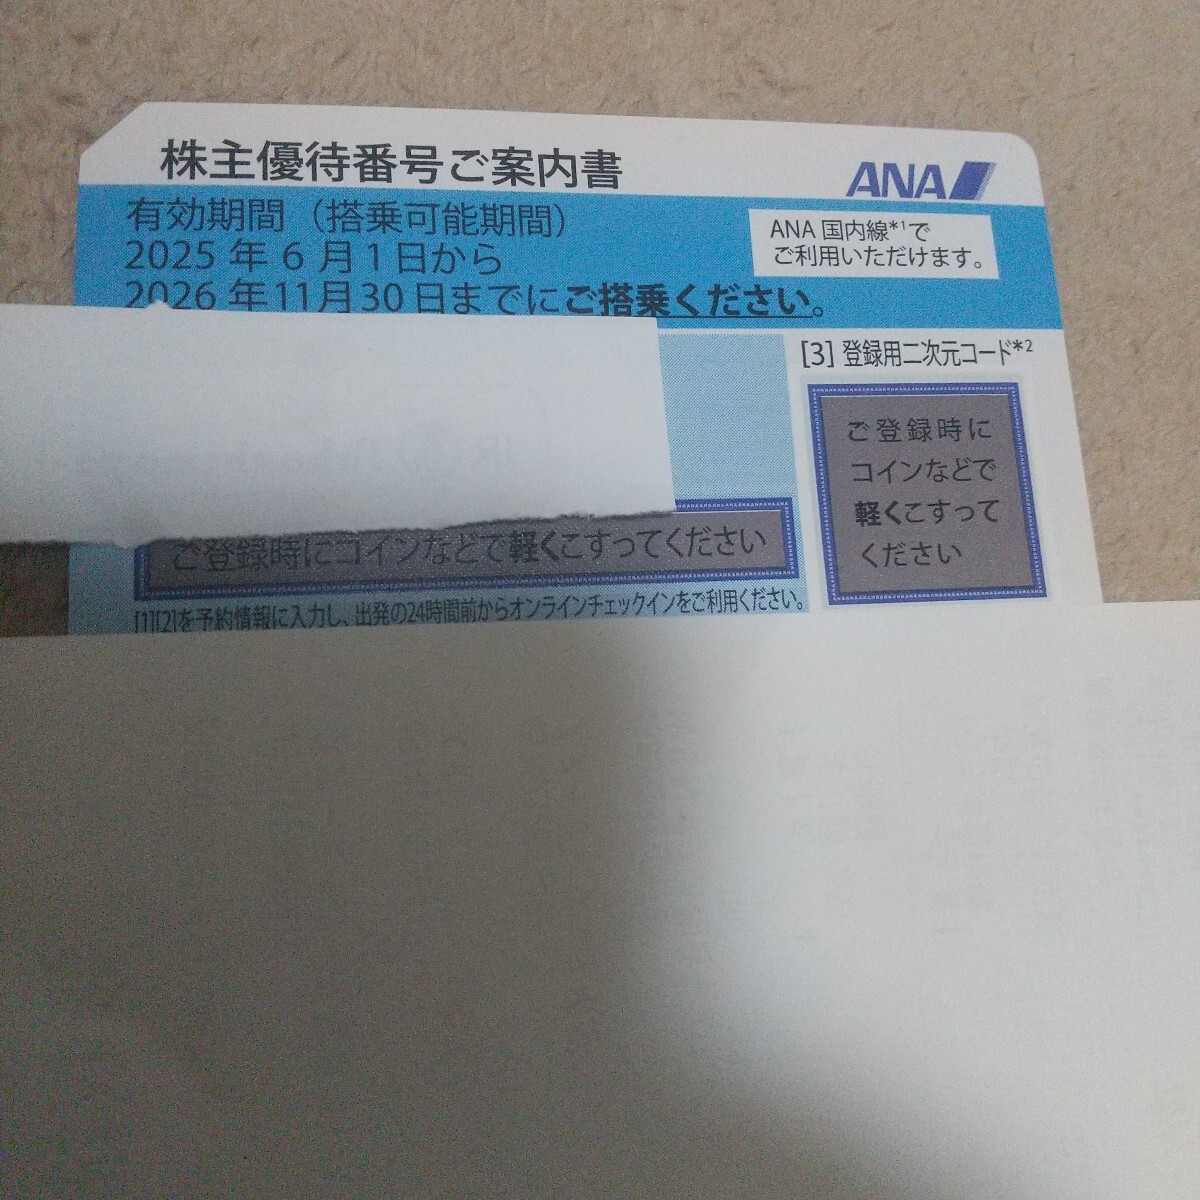 株主優待番号ご案内書
ANA
有効期間（搭乗可能期間）
2025年6月1日から
2026年11月30日までにご搭乗ください。
ANA国内線*1で
ご利用いただけます。
[3] 登録用二次元コード*2
ご登録時に
コインなどで
軽くこすって
ください
ご登録時にコインなどで軽くこすってください
[1][2]を予約情報に入力し、出発の24時間前からオンラインチェックインをご利用ください。